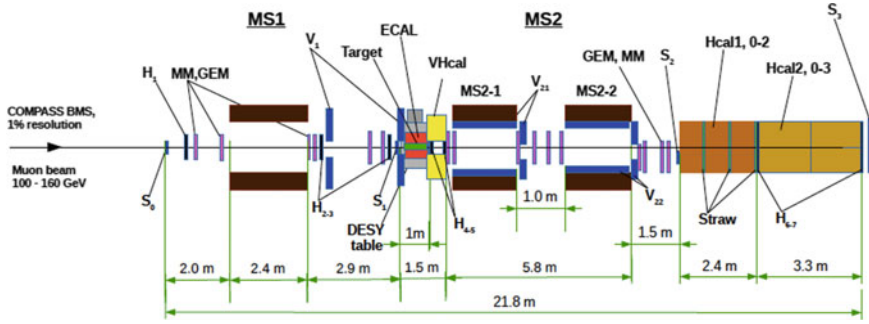 MS1
MS2
ECAL
Target
V1
VHcal
H1
MM,GEM
MS2-1
V21
MS2-2
GEM, MM
S2
S3
Hcal1, 0-2
Hcal2, 0-3
COMPASS BMS,
1% resolution
Muon beam
100 - 160 GeV
S0
H2-3
S1
DESY
table
H4-5
V22
Straw
H6-7
1m
1.0 m
1.5 m
2.0 m
2.4 m
2.9 m
1.5 m
5.8 m
2.4 m
3.3 m
21.8 m